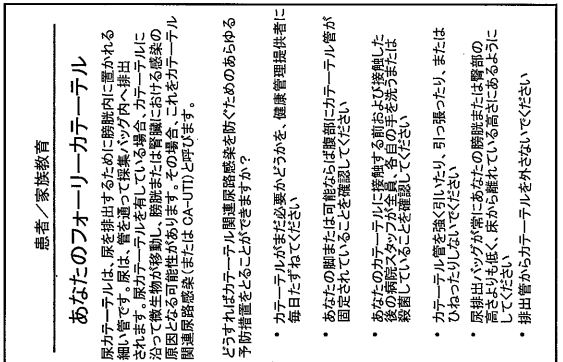 患者／家族教育
あなたのフォーリーカテーテル
尿カテーテルは、尿を排出するために膀胱内に置かれる
細い管です。尿は、管を通って採集バッグ内へ排出
されます。尿カテーテルを有している場合、カテーテルに
沿って微生物が移動し、膀胱または腎臓における感染の
原因となる可能性があります。その場合、これをカテーテル
関連尿路感染（または CA-UTI）と呼びます。
どうすればカテーテル関連尿路感染を防ぐためのあらゆる
予防措置をとることができますか？
• カテーテルがまだ必要かどうかを、健康管理提供者に
毎日たずねてください
• あなたの脚または可能ならば腹部にカテーテル管が
固定されていることを確認してください
• あなたのカテーテルに接触する前および接触した
後の病院スタッフが全員、各自の手を洗うまたは
殺菌していることを確認してください
• カテーテル管を強く引いたり、引っ張ったり、または
ひねったりしないでください
• 尿排出バッグが常にあなたの膀胱または臀部の
高さよりも低く、床から離れている高さにあるように
してください
• 排出管からカテーテルを外さないでください